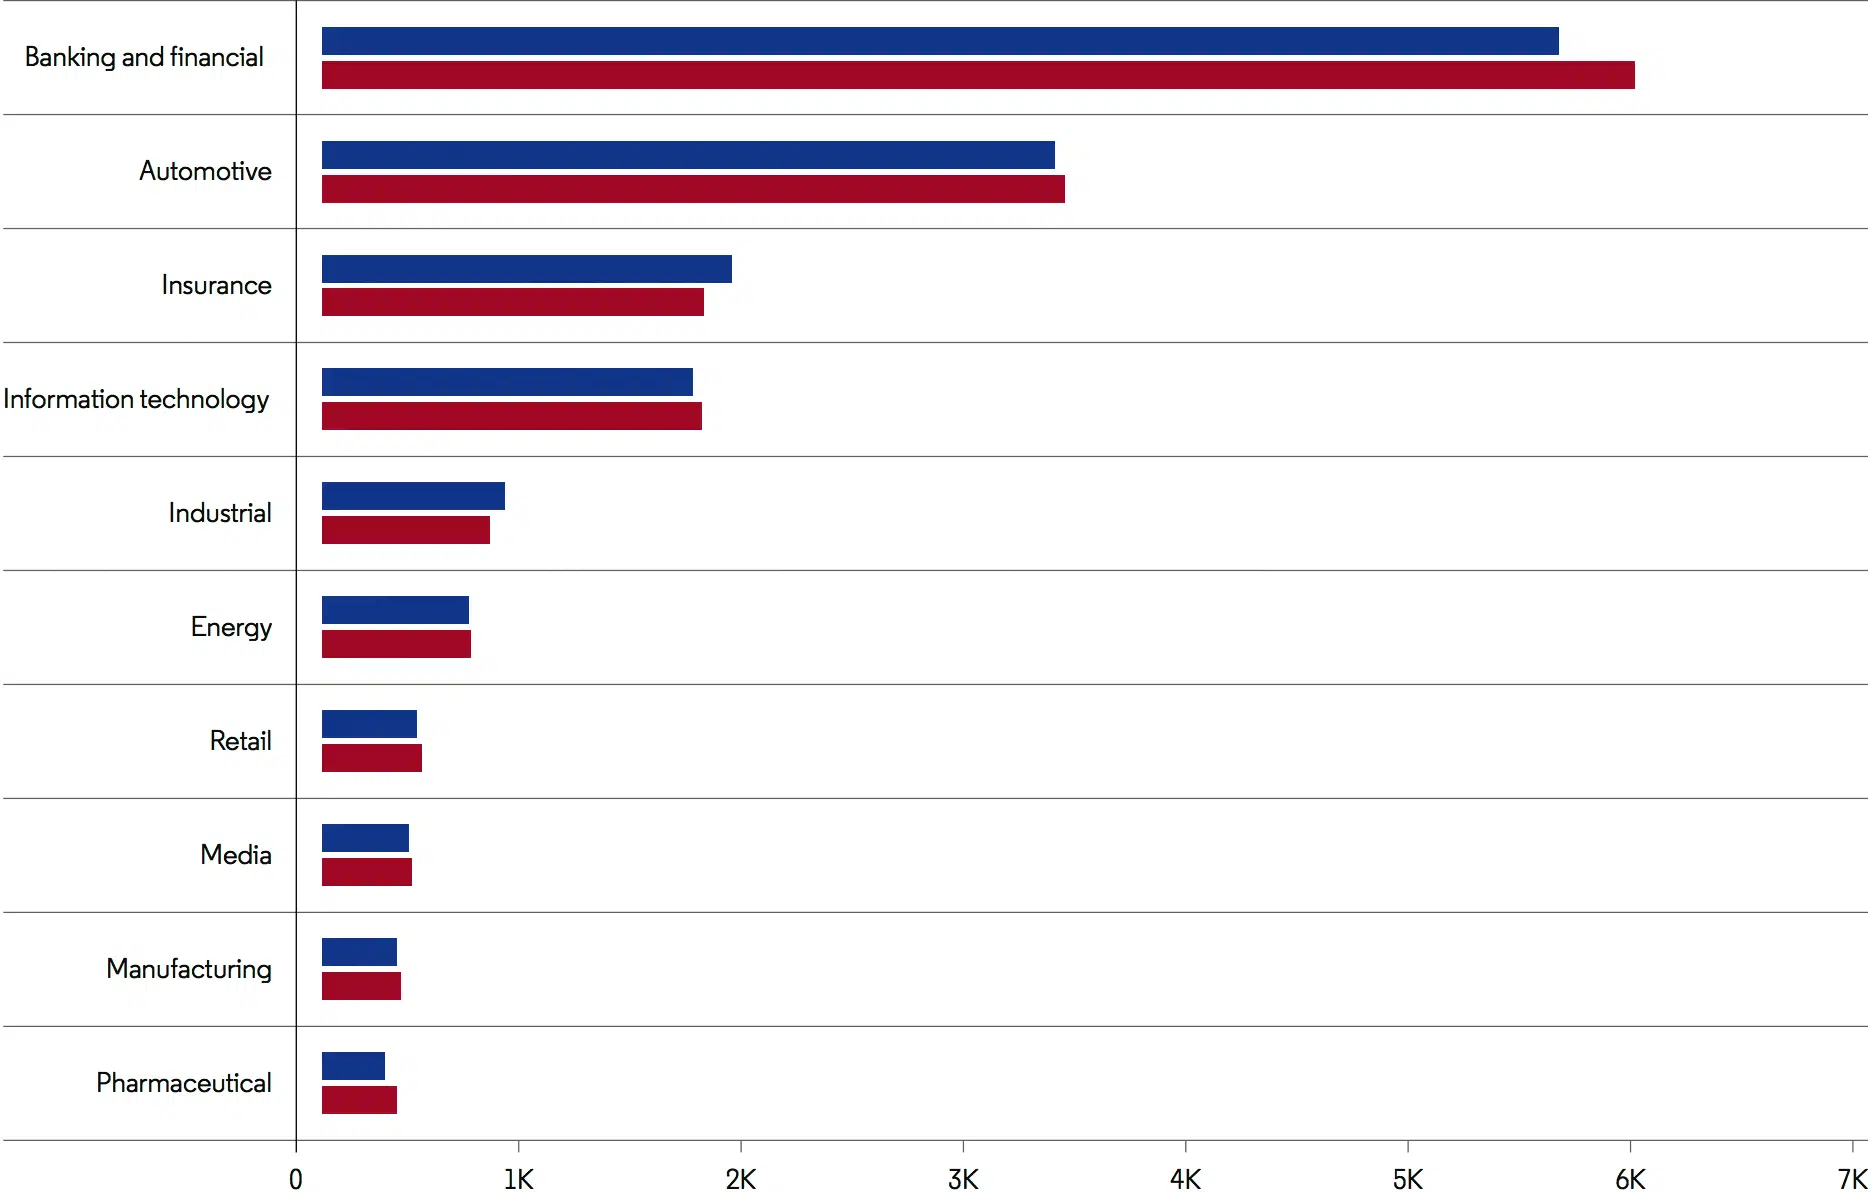 Banking and financial
Automotive
Insurance
Information technology
Industrial
Energy
Retail
Media
Manufacturing
Pharmaceutical
0 1K 2K 3K 4K 5K 6K 7K